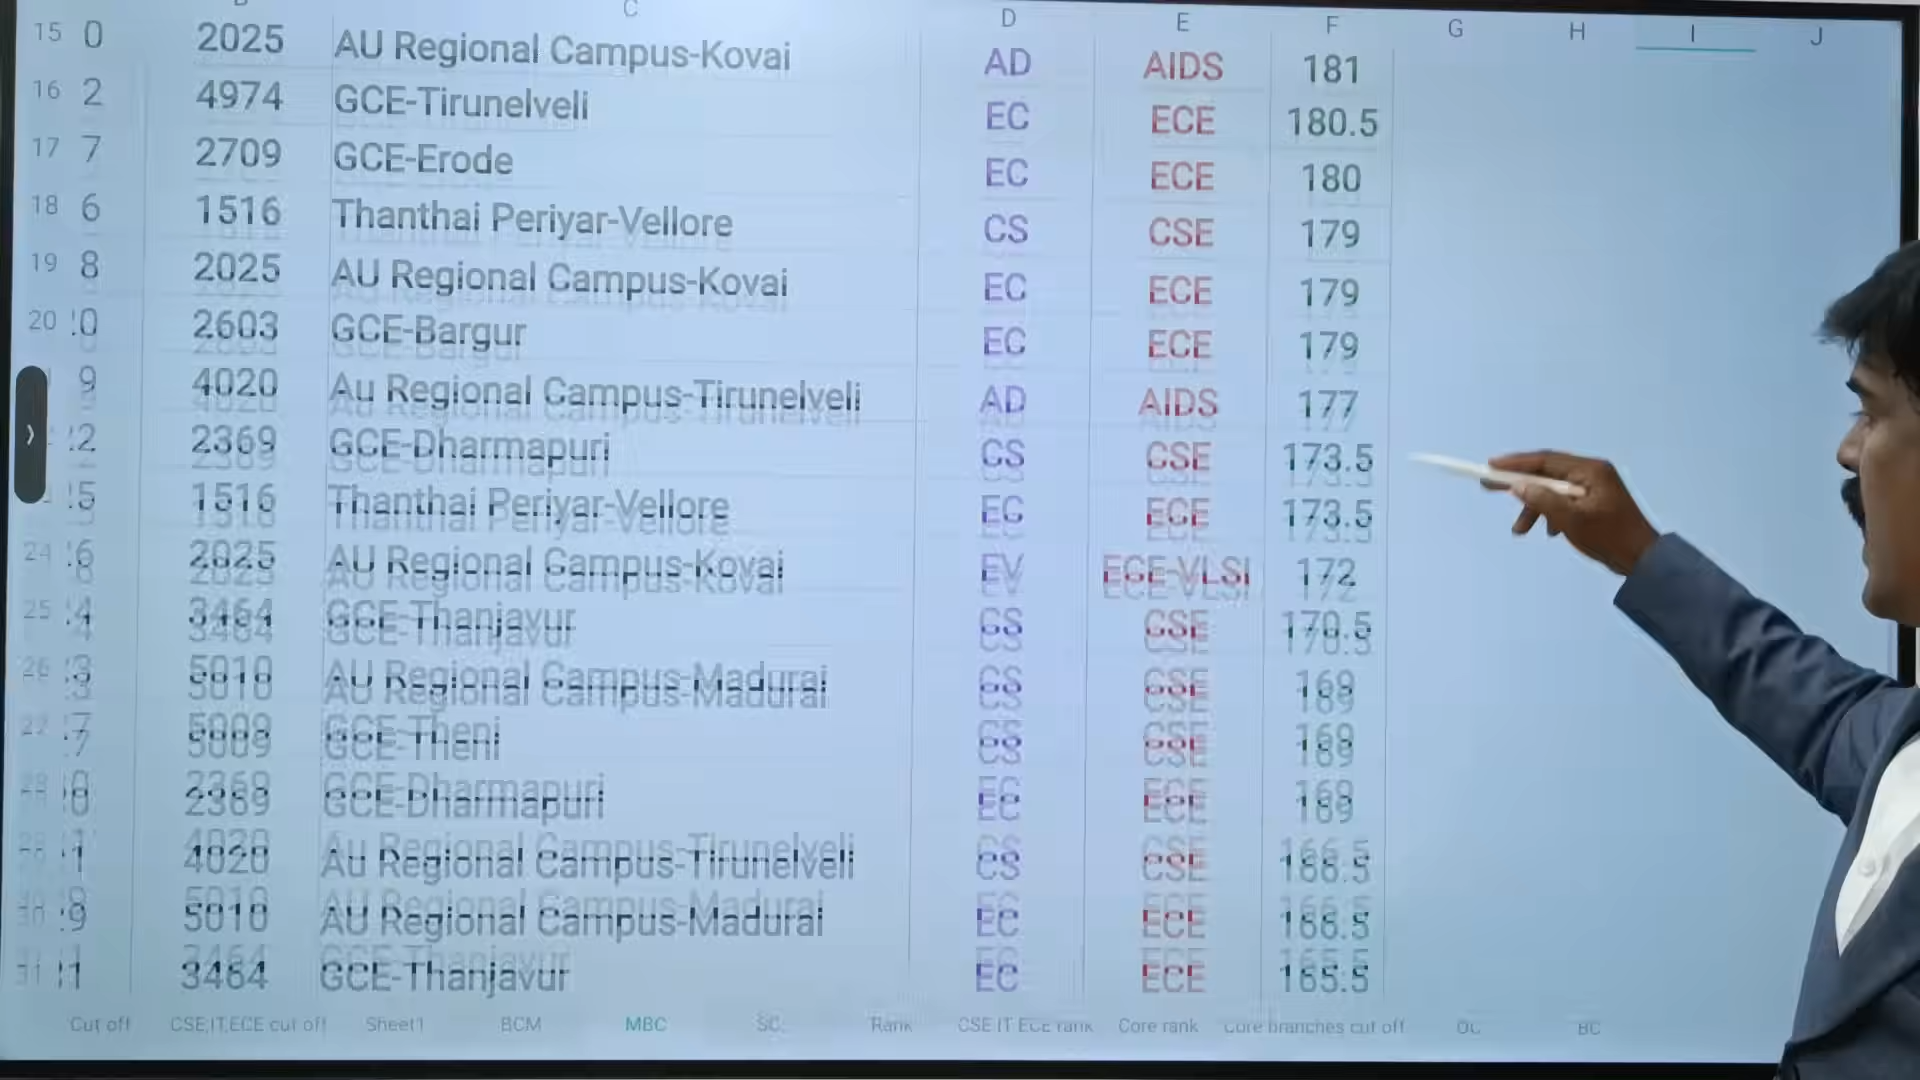 C D E F G H I J
15 0 2025 AU Regional Campus-Kovai AD AIDS 181
16 2 4974 GCE-Tirunelveli EC ECE 180.5
17 7 2709 GCE-Erode EC ECE 180
18 6 1516 Thanthai Periyar-Vellore CS CSE 179
19 8 2025 AU Regional Campus-Kovai EC ECE 179
20 0 2603 GCE-Bargur EC ECE 179
9 4020 Au Regional Campus-Tirunelveli AD AIDS 177
2 2369 GCE-Dharmapuri CS CSE 173.5
5 1516 Thanthai Periyar-Vellore EC ECE 173.5
24 6 2025 AU Regional Campus-Kovai EV ECE-VLSI 172
25 4 3464 GCE-Thanjavur CS CSE 170.5
26 3 5010 AU Regional Campus-Madurai CS CSE 169
27 7 5009 GCE-Theni CS CSE 169
8 2369 GCE-Dharmapuri EC ECE 169
1 4020 Au Regional Campus-Tirunelveli CS CSE 166.5
30 9 5010 AU Regional Campus-Madurai EC ECE 166.5
31 1 3464 GCE-Thanjavur EC ECE 165.5
Cut off CSE,IT,ECE cut off Sheet1 BCM MBC SC Rank CSE IT ECE rank Core rank Core branches cut off OC BC